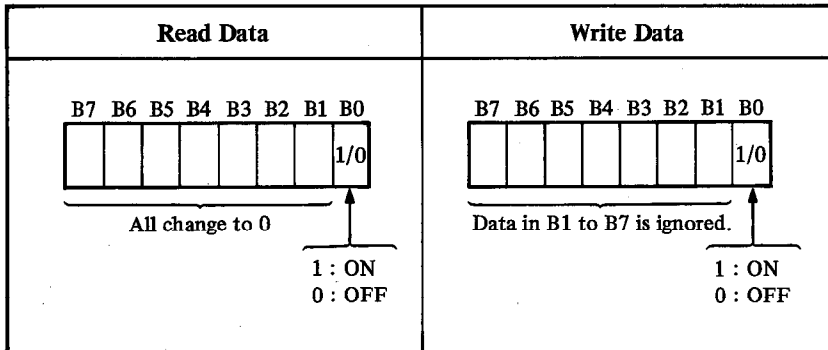 Read Data
Write Data
B7 B6 B5 B4 B3 B2 B1 B0
1/0
All change to 0
1 : ON
0 : OFF
B7 B6 B5 B4 B3 B2 B1 B0
1/0
Data in B1 to B7 is ignored.
1 : ON
0 : OFF